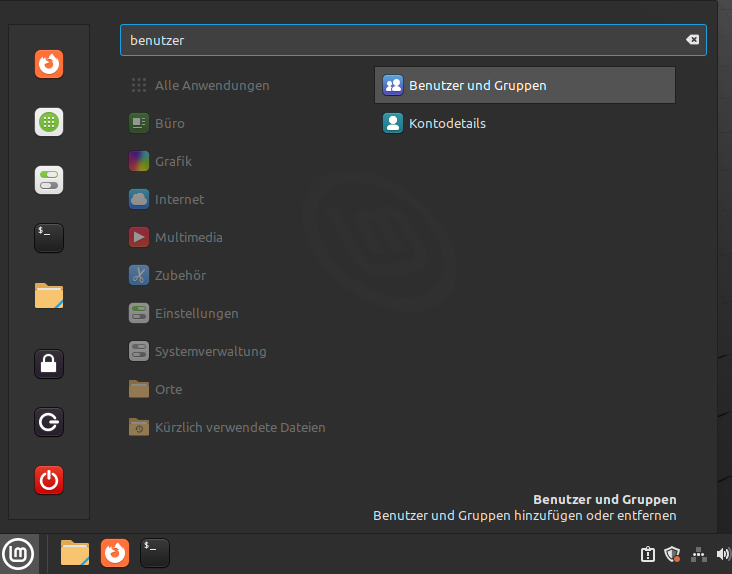 benutzer
Alle Anwendungen
Büro
Grafik
Internet
Multimedia
Zubehör
Einstellungen
Systemverwaltung
Orte
Kürzlich verwendete Dateien
Benutzer und Gruppen
Kontodetails
Benutzer und Gruppen
Benutzer und Gruppen hinzufügen oder entfernen